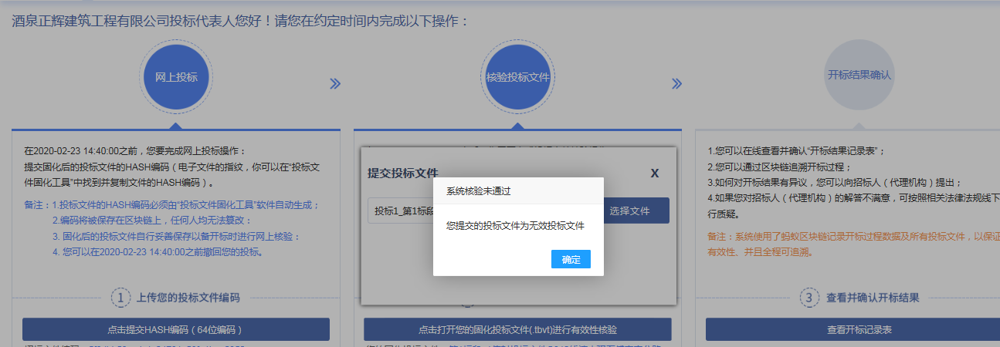 酒泉正辉建筑工程有限公司投标代表人您好！请您在约定时间内完成以下操作：
网上投标
核验投标文件
开标结果确认
在2020-02-23 14:40:00之前，您要完成网上投标操作：
提交固化后的投标文件的HASH编码（电子文件的指纹，你可以在“投标文
件固化工具”中找到并复制文件的HASH编码）。
备注：1.投标文件的HASH编码必须由“投标文件固化工具”软件自动生成；
2.编码将被保存在区块链上，任何人均无法篡改；
3. 固化后的投标文件自行妥善保存以备开标时进行网上核验；
4. 您可以在2020-02-23 14:40:00之前撤回您的投标。
1 上传您的投标文件编码
点击提交HASH编码（64位编码）
提交投标文件
X
投标1_第1标段
选择文件
系统核验未通过
您提交的投标文件为无效投标文件
确定
点击打开您的固化投标文件(.tbvt)进行有效性核验
1.您可以在线查看并确认“开标结果记录表”；
2.您可以通过区块链追溯开标过程；
3.如何对开标结果有异议，您可以向招标人（代理机构）提出；
4.如果您对招标人（代理机构）的解答不满意，可按照相关法律法规线下
行质疑。
备注：系统使用了蚂蚁区块链记录开标过程数据及所有投标文件，以保证
有效性、并且全程可追溯。
3 查看并确认开标结果
查看开标记录表